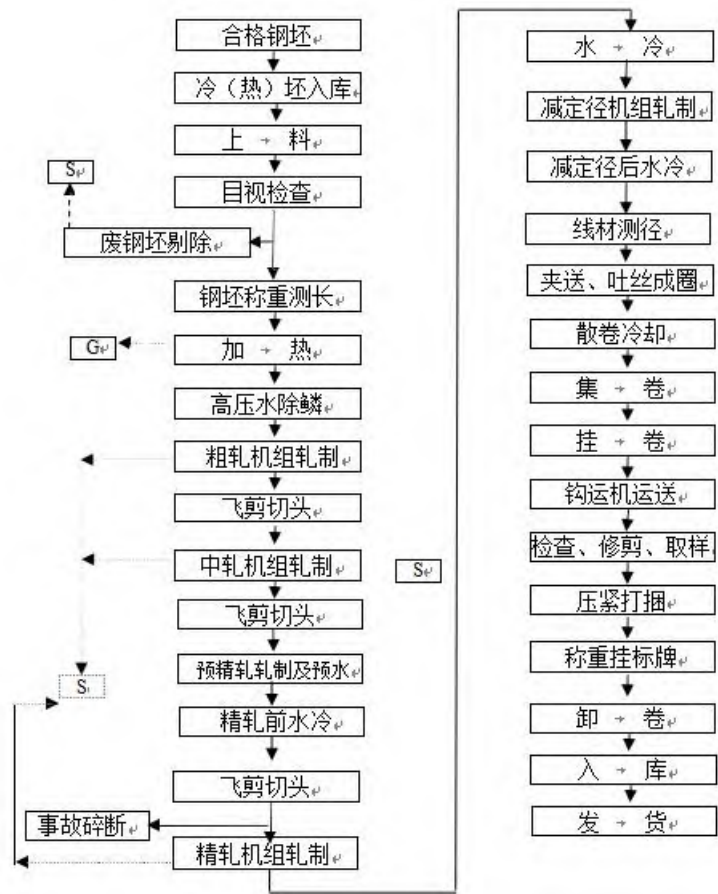 合格钢坯
冷（热）坯入库
上 → 料
目视检查
S
废钢坯剔除
钢坯称重测长
G
加 → 热
高压水除鳞
粗轧机组轧制
飞剪切头
中轧机组轧制
S
飞剪切头
预精轧轧制及预水
S
精轧前水冷
飞剪切头
事故碎断
精轧机组轧制
水 → 冷
减定径机组轧制
减定径后水冷
线材测径
夹送、吐丝成圈
散卷冷却
集 → 卷
挂 → 卷
钩运机运送
检查、修剪、取样
压紧打捆
称重挂标牌
卸 → 卷
入 → 库
发 → 货